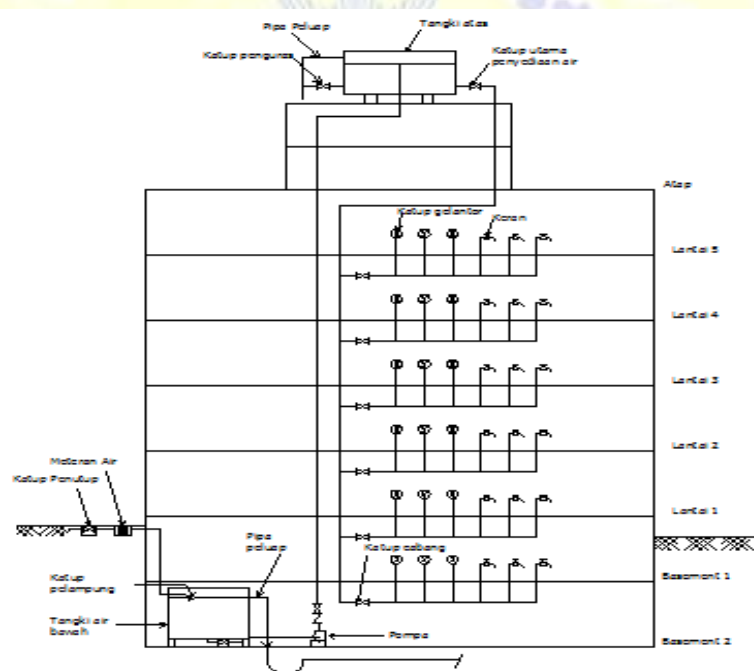 Pipa Peluap
Tangki atas
Katup penguras
Katup utama
penyediaan air
Atap
Katup gelontor
Keran
Lantai 5
Lantai 4
Lantai 3
Lantai 2
Meteran Air
Katup Penutup
Lantai 1
Pipa
peluap
Katup cabang
Katup
pelampung
Basement 1
Tangki air
bawah
Pompa
Basement 2